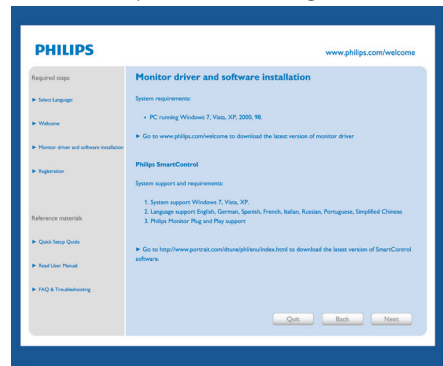 PHILIPS
www.philips.com/welcome
Required steps
Select Language:
Welcome
Monitor driver and software installation
Registration
Reference materials
Quick Setup Guide
Read User Manual
FAQ & Troubleshooting
Monitor driver and software installation
System requirements:
PC running Windows 7, Vista, XP, 2000, 98.
Go to www.philips.com/welcome to download the latest version of monitor driver
Philips SmartControl
System support and requirements:
1. System support Windows 7, Vista, XP.
2. Language support English, German, Spanish, French, Italian, Russian, Portuguese, Simplified Chinese
3. Philips Monitor Plug and Play support
Go to http://www.portrait.com/dtune/phl/enu/index.html to download the latest version of SmartControl
software.
Quit
Back
Next